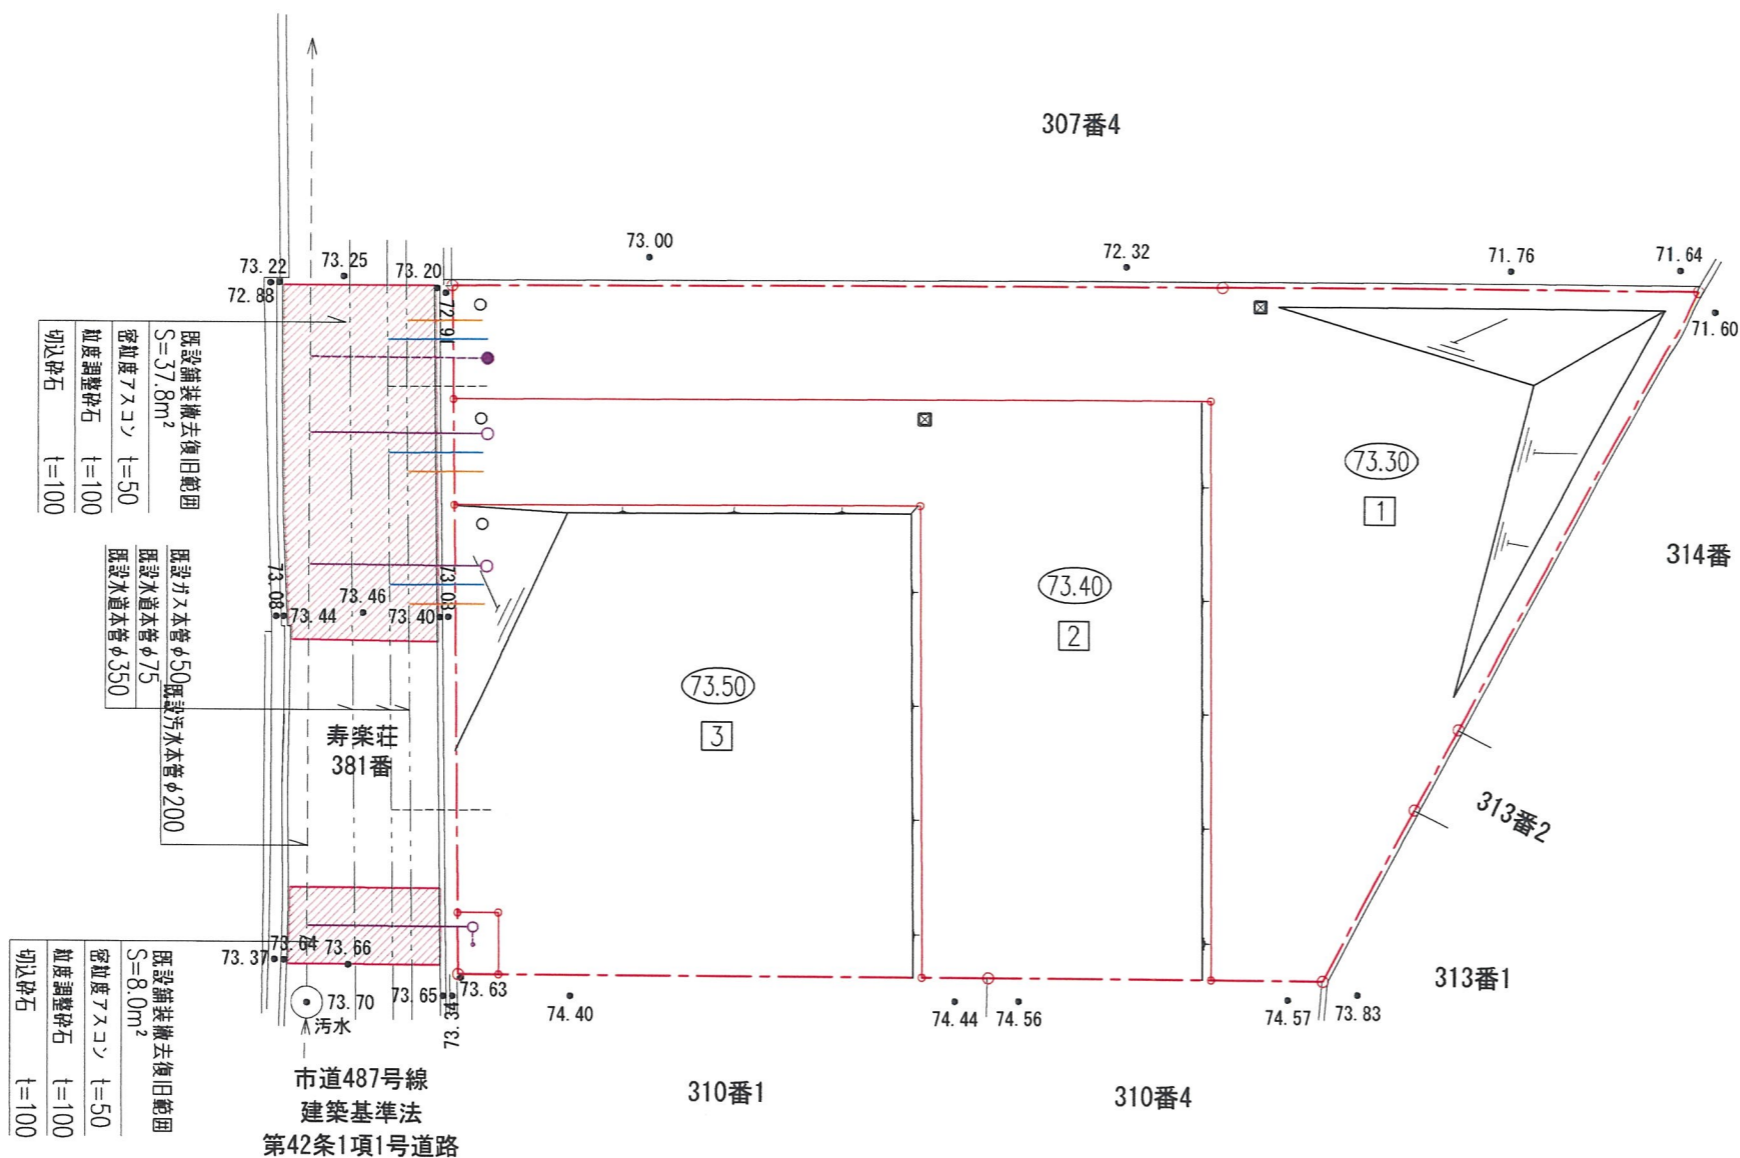 307番4
73.00
72.32
71.76
71.64
71.60
73.22
73.25
73.20
72.88
72.91
既設舗装撤去復旧範囲
S=37.8m²
密粒度アスコン t=50
粒度調整砕石 t=100
切込砕石 t=100
73.30
1
314番
73.40
2
73.50
3
73.08
73.44
73.46
73.40
73.03
既設ガス本管φ50
既設水道本管φ75
既設水道本管φ350
既設汚水本管φ200
寿楽荘
381番
313番2
313番1
73.37
73.64
73.66
73.70
汚水
73.65
73.63
74.40
74.44
74.56
74.57
73.83
既設舗装撤去復旧範囲
S=8.0m²
密粒度アスコン t=50
粒度調整砕石 t=100
切込砕石 t=100
310番1
310番4
市道487号線
建築基準法
第42条1項1号道路